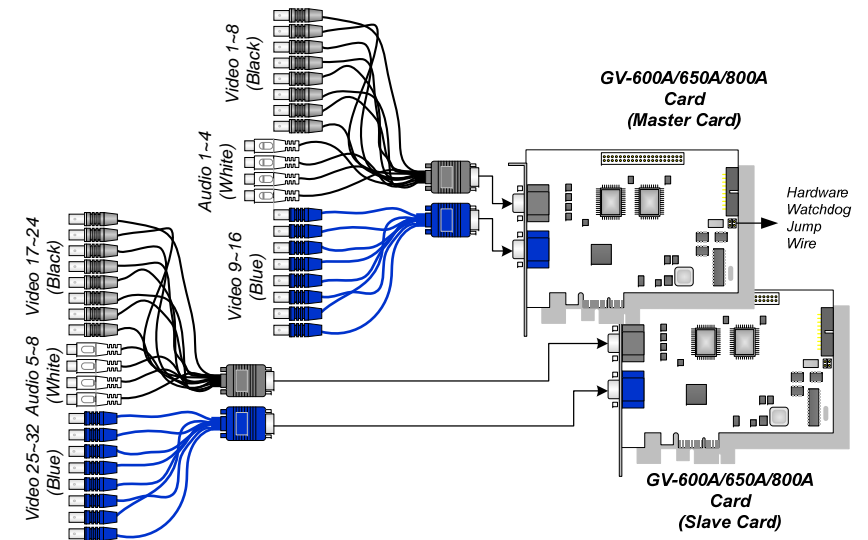 Video 1~8
(Black)
GV-600A/650A/800A
Card
(Master Card)
Audio 1~4
(White)
Hardware
Watchdog
Jump
Wire
Video 9~16
(Blue)
Video 17~24
(Black)
Audio 5~8
(White)
Video 25~32
(Blue)
GV-600A/650A/800A
Card
(Slave Card)